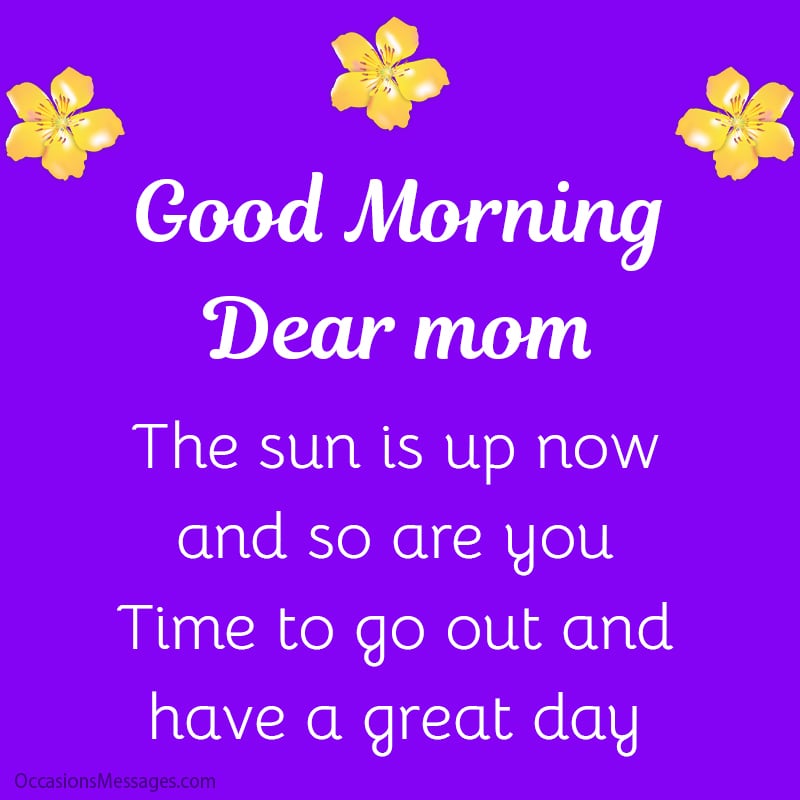 Good Morning
Dear mom
The sun is up now
and so are you
Time to go out and
have a great day
OccasionsMessages.com